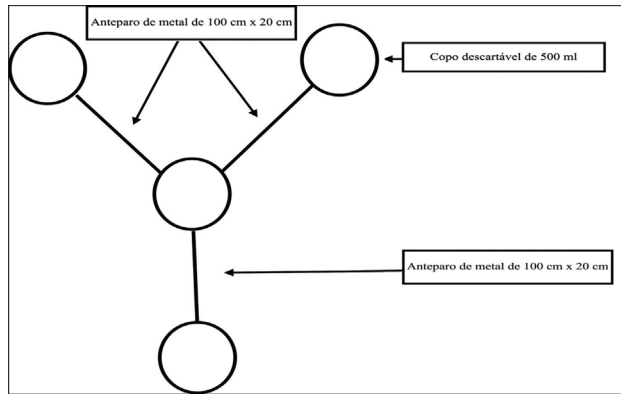 Anteparo de metal de 100 cm x 20 cm
Copo descartável de 500 ml
Anteparo de metal de 100 cm x 20 cm